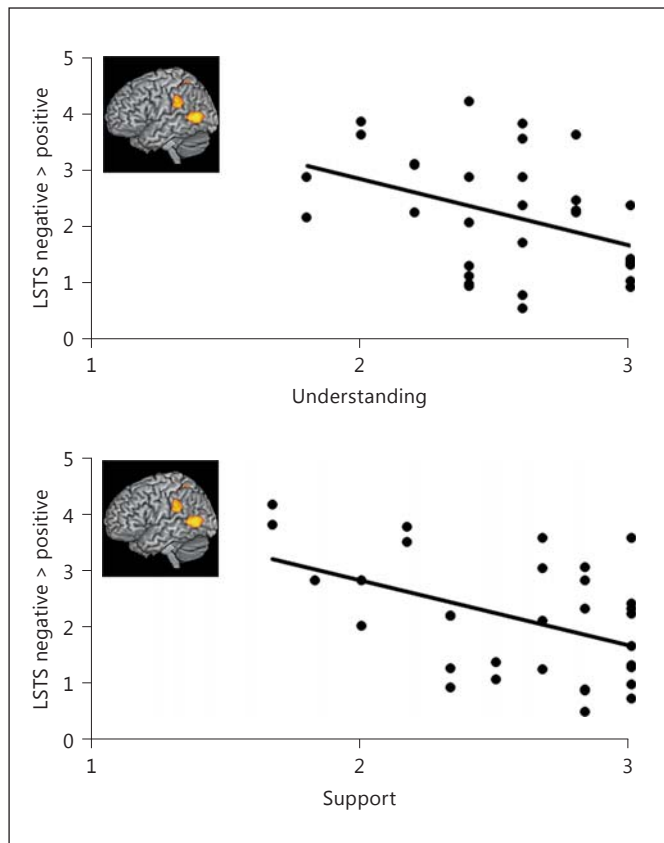 LSTS negative > positive
5
4
3
2
1
0
1 2 3
Understanding
LSTS negative > positive
5
4
3
2
1
0
1 2 3
Support